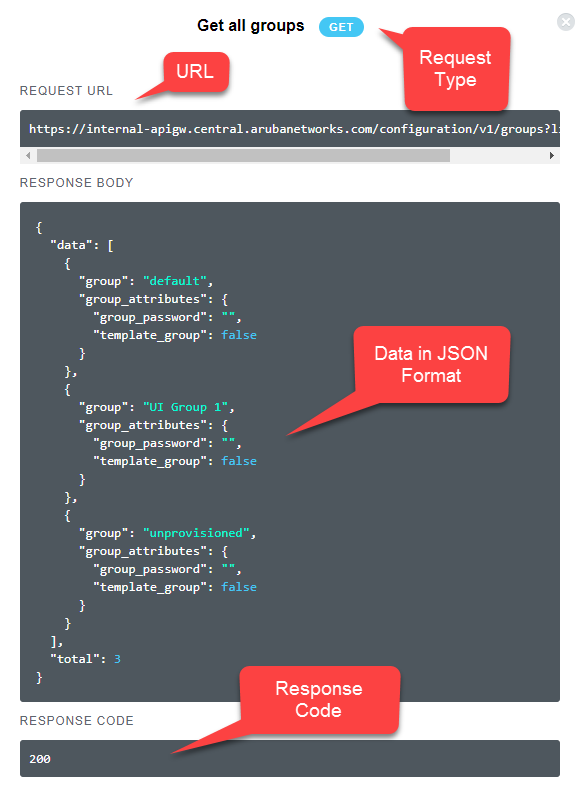 Get all groups GET
Request
Type
URL
REQUEST URL
https://internal-apigw.central.arubanetworks.com/configuration/v1/groups?li
RESPONSE BODY
{
"data": [
{
"group": "default",
"group_attributes": {
"group_password": "",
"template_group": false
}
},
{
"group": "UI Group 1",
"group_attributes": {
"group_password": "",
"template_group": false
}
},
{
"group": "unprovisioned",
"group_attributes": {
"group_password": "",
"template_group": false
}
}
],
"total": 3
}
Data in JSON
Format
Response
Code
RESPONSE CODE
200